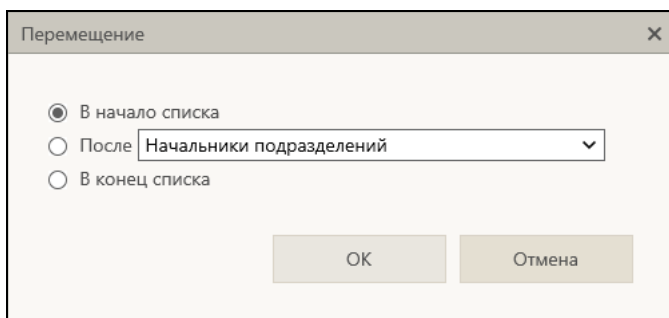 Перемещение
В начало списка
После Начальники подразделений
В конец списка
ОК Отмена